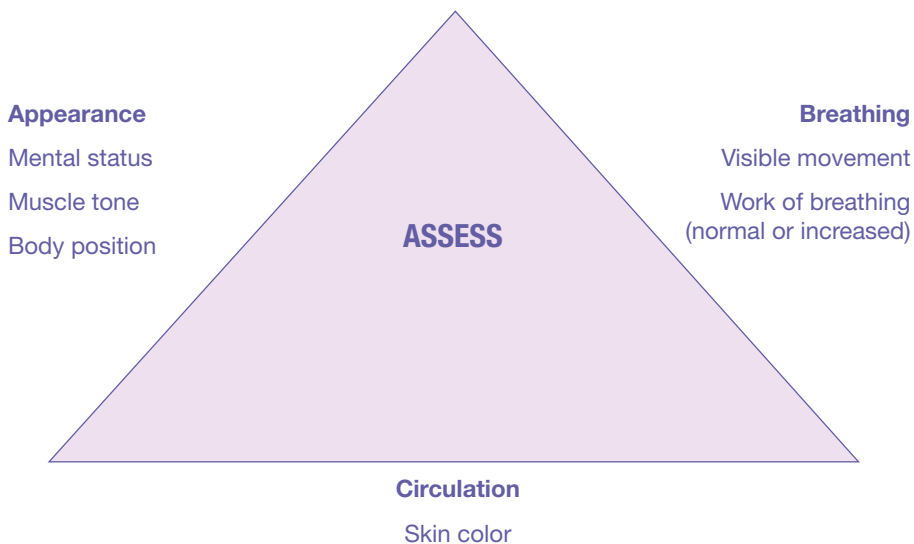 Appearance
Mental status
Muscle tone
Body position
ASSESS
Breathing
Visible movement
Work of breathing
(normal or increased)
Circulation
Skin color